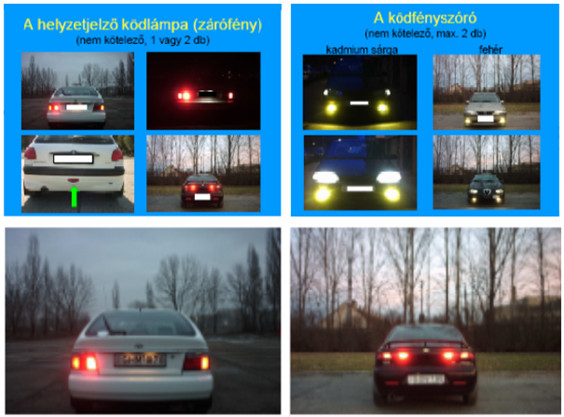 A helyzetjelző ködlámpa (zárófény)
(nem kötelező, 1 vagy 2 db)
A ködfényszóró
(nem kötelező, max. 2 db)
kadmium sárga
fehér